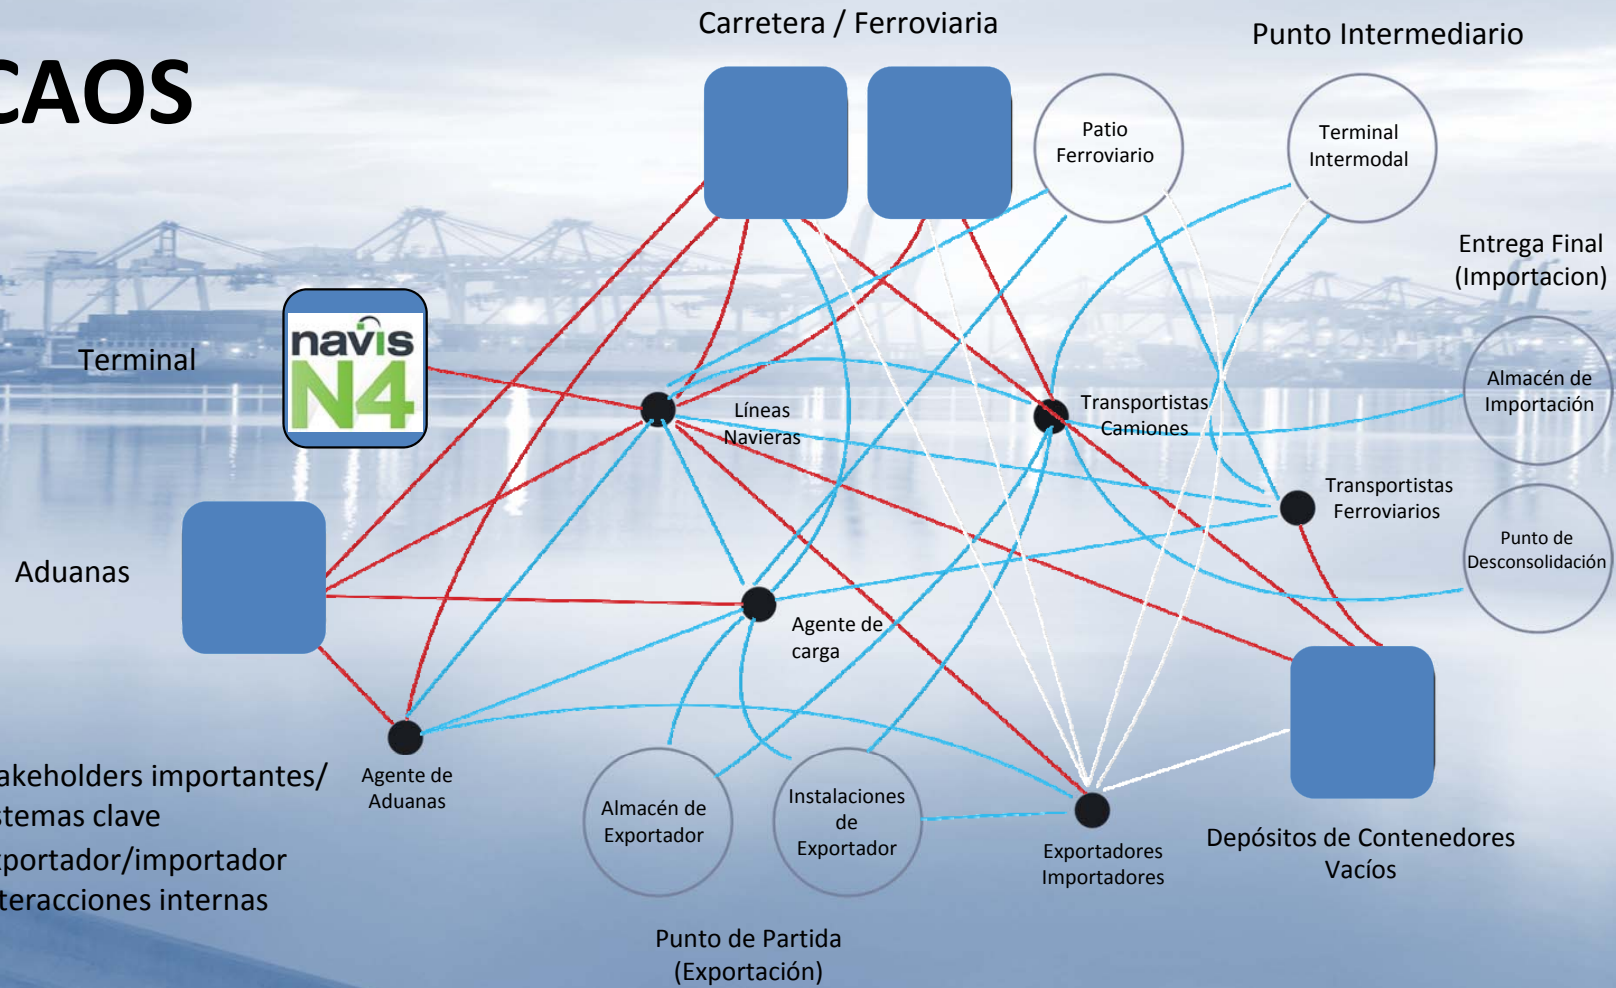 CAOS
Carretera / Ferroviaria
Punto Intermediario
Patio
Ferroviario
Terminal
Intermodal
Entrega Final
(Importacion)
Terminal
navis
N4
Almacén de
Importación
Líneas
Navieras
Transportistas
Camiones
Transportistas
Ferroviarios
Punto de
Desconsolidación
Aduanas
Agente de
carga
Agente de
Aduanas
akeholders importantes/
stemas clave
xportador/importador
nteracciones internas
Almacén de
Exportador
Instalaciones
de
Exportador
Exportadores
Importadores
Depósitos de Contenedores
Vacíos
Punto de Partida
(Exportación)